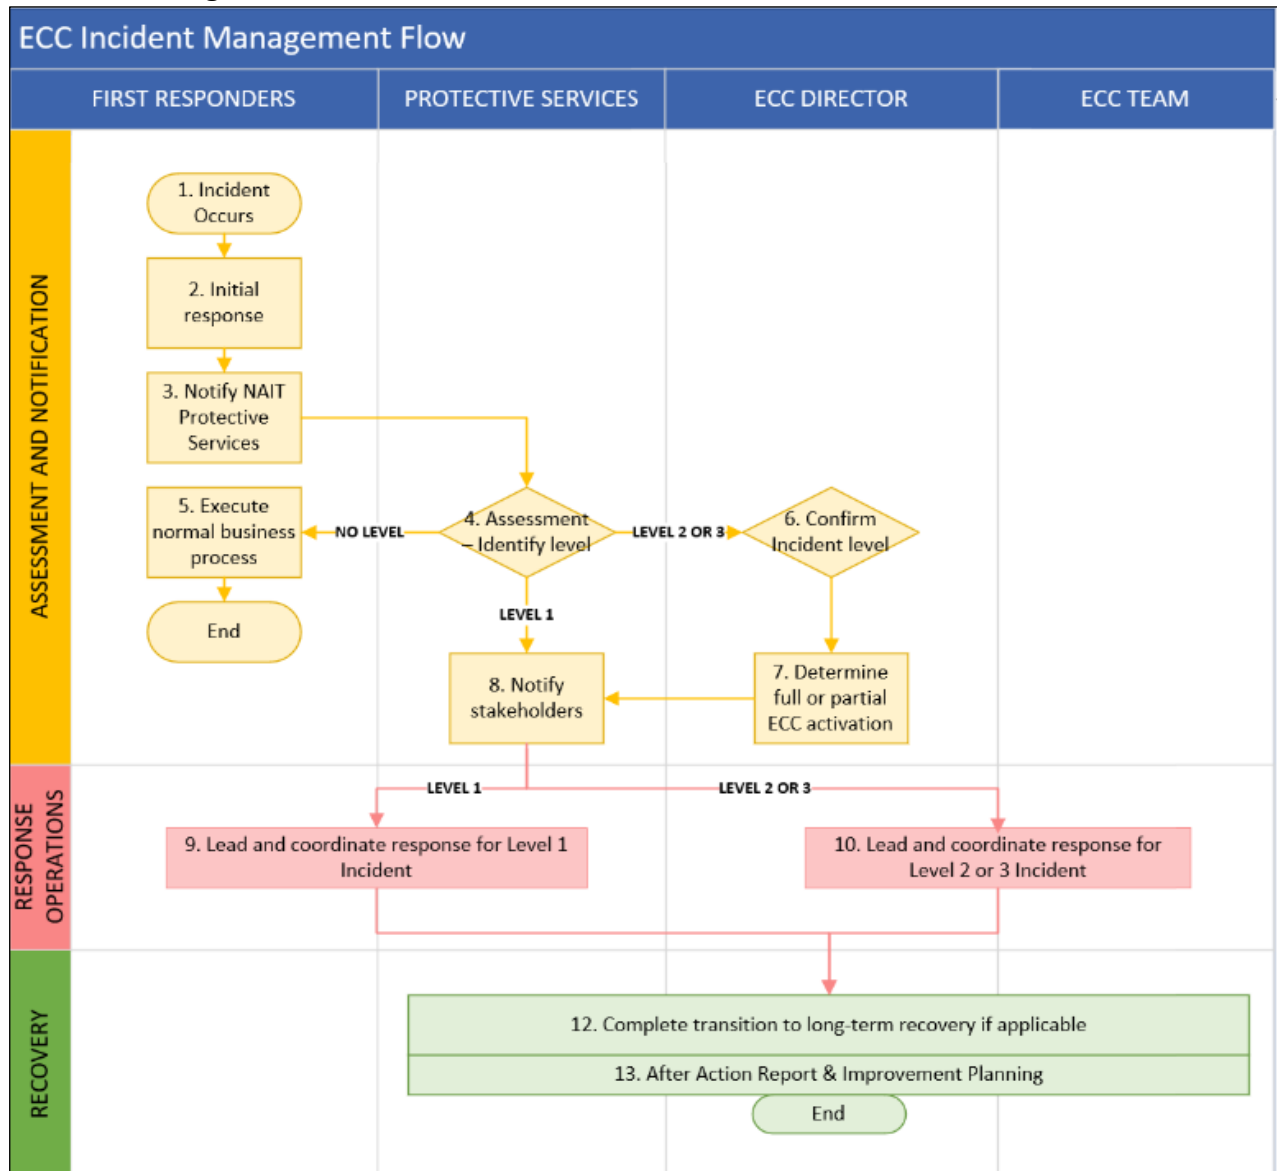 ECC Incident Management Flow
FIRST RESPONDERS
PROTECTIVE SERVICES
ECC DIRECTOR
ECC TEAM
ASSESSMENT AND NOTIFICATION
1. Incident
Occurs
2. Initial
response
3. Notify NAIT
Protective
Services
4. Assessment
– Identify level
NO LEVEL
5. Execute
normal business
process
End
LEVEL 2 OR 3
6. Confirm
Incident level
LEVEL 1
7. Determine
full or partial
ECC activation
8. Notify
stakeholders
RESPONSE
OPERATIONS
LEVEL 1
LEVEL 2 OR 3
9. Lead and coordinate response for Level 1
Incident
10. Lead and coordinate response for
Level 2 or 3 Incident
RECOVERY
12. Complete transition to long-term recovery if applicable
13. After Action Report & Improvement Planning
End